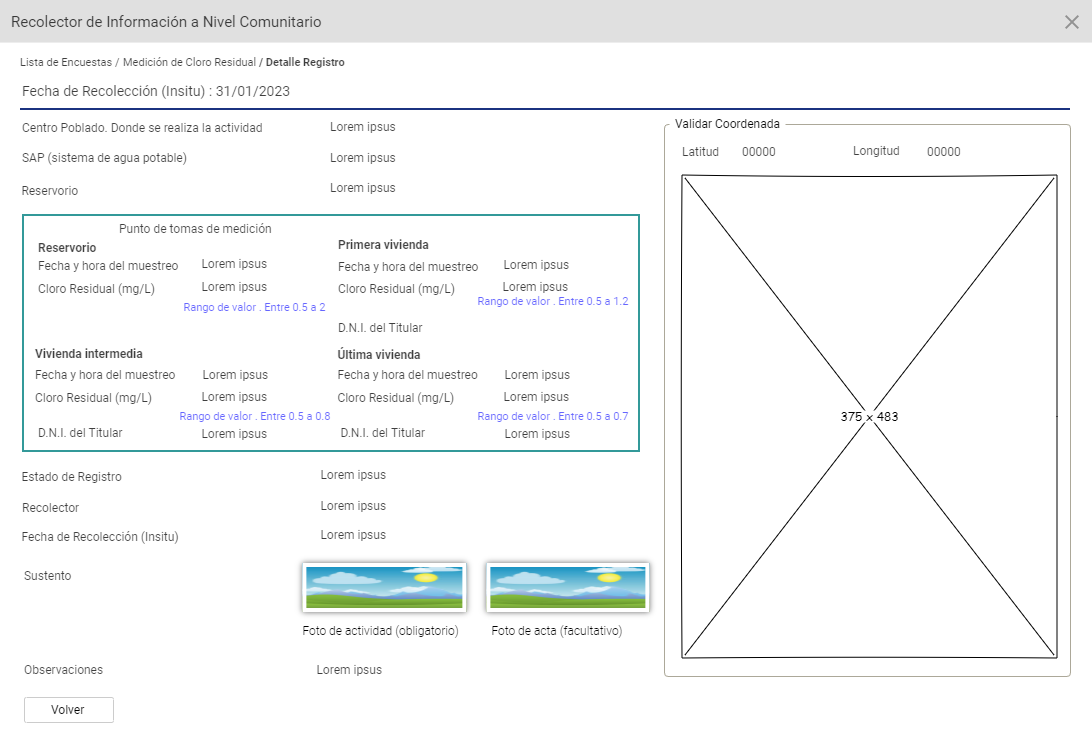 Recolector de Información a Nivel Comunitario
Lista de Encuestas / Medición de Cloro Residual / Detalle Registro
Fecha de Recolección (Insitu) : 31/01/2023
Centro Poblado. Donde se realiza la actividad Lorem ipsus
SAP (sistema de agua potable) Lorem ipsus
Reservorio Lorem ipsus
Punto de tomas de medición
Reservorio
Fecha y hora del muestreo Lorem ipsus
Cloro Residual (mg/L) Lorem ipsus
Rango de valor . Entre 0.5 a 2
Primera vivienda
Fecha y hora del muestreo Lorem ipsus
Cloro Residual (mg/L) Lorem ipsus
Rango de valor . Entre 0.5 a 1.2
D.N.I. del Titular
Vivienda intermedia
Fecha y hora del muestreo Lorem ipsus
Cloro Residual (mg/L) Lorem ipsus
Rango de valor . Entre 0.5 a 0.8
D.N.I. del Titular Lorem ipsus
Última vivienda
Fecha y hora del muestreo Lorem ipsus
Cloro Residual (mg/L) Lorem ipsus
Rango de valor . Entre 0.5 a 0.7
D.N.I. del Titular Lorem ipsus
Estado de Registro Lorem ipsus
Recolector Lorem ipsus
Fecha de Recolección (Insitu) Lorem ipsus
Sustento
Foto de actividad (obligatorio) Foto de acta (facultativo)
Observaciones Lorem ipsus
Volver
Validar Coordenada
Latitud 00000 Longitud 00000
375 × 483